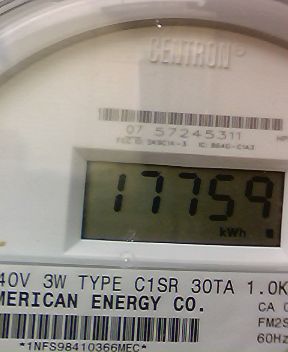 CENTRON®
07 57245311
17759
kWh
40V 3W TYPE C1SR 30TA 1.0K
MERICAN ENERGY CO.
CA
FM2S
60Hz
*1NFS98410366MEC*